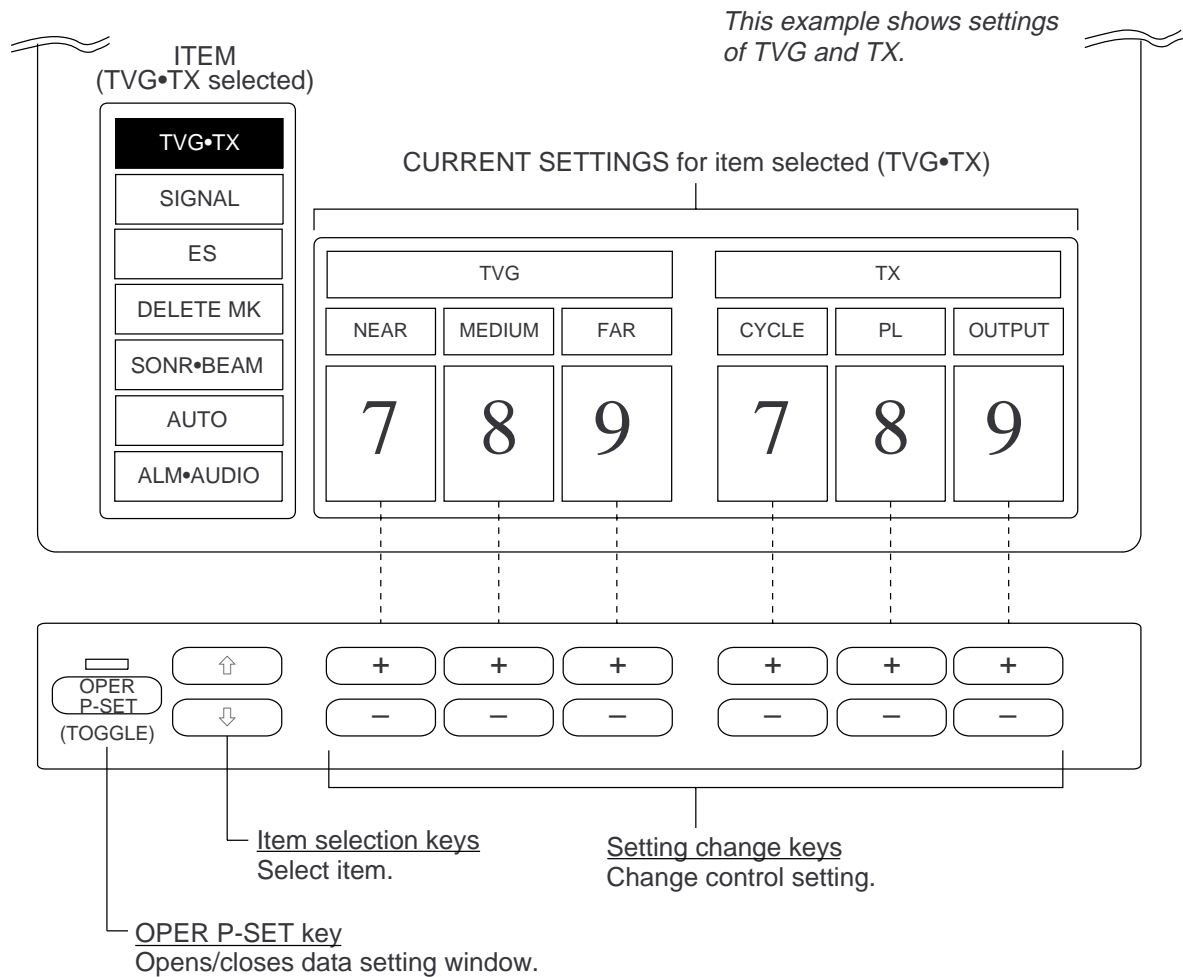 This example shows settings
of TVG and TX.
ITEM
(TVG•TX selected)
TVG•TX
SIGNAL
ES
DELETE MK
SONR•BEAM
AUTO
ALM•AUDIO
CURRENT SETTINGS for item selected (TVG•TX)
TVG TX
NEAR MEDIUM FAR CYCLE PL OUTPUT
7 8 9 7 8 9
OPER
P-SET
(TOGGLE)
⇧ + + + + + +
⇩ − − − − − −
Item selection keys
Select item.
Setting change keys
Change control setting.
OPER P-SET key
Opens/closes data setting window.